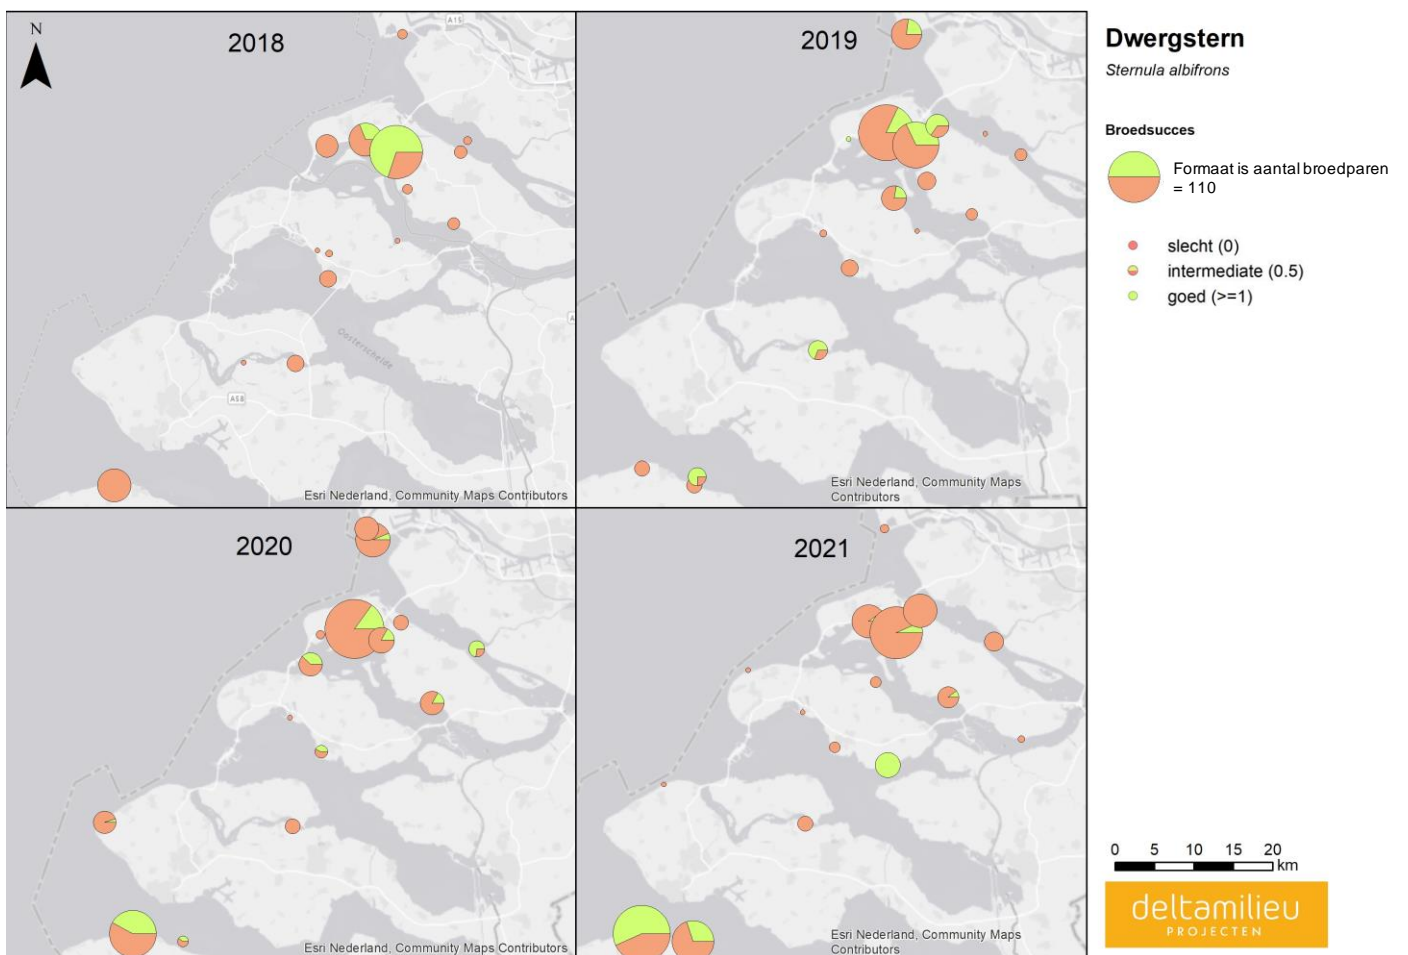 N
2018
A15
2019
Oosterschelde
A58
Esri Nederland, Community Maps Contributors
Esri Nederland, Community Maps
Contributors
2020
2021
Esri Nederland, Community Maps Contributors
Esri Nederland, Community Maps
Contributors
Dwergstern
Sternula albifrons
Broedsucces
Formaat is aantal broedparen
= 110
slecht (0)
intermediate (0.5)
goed (>=1)
0 5 10 15 20
km
deltamilieu
PROJECTEN